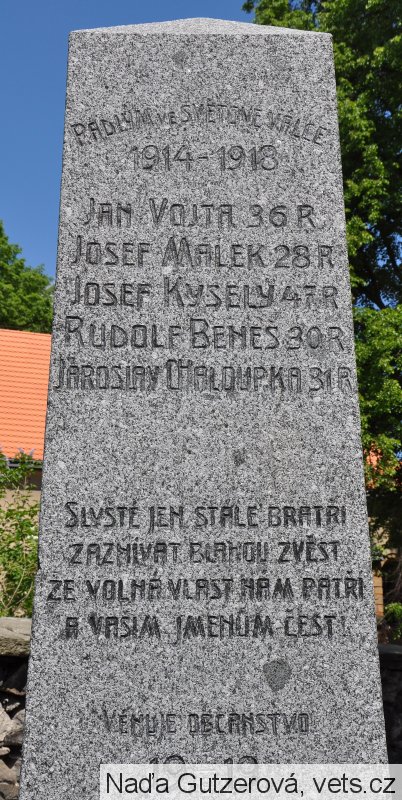 PADLÝM VE SVĚTOVÉ VÁLCE
1914-1918
JAN VOJTA 36 R
JOSEF MÁLEK 28 R
JOSEF KYSELÝ 47 R
RUDOLF BENEŠ 30 R
JAROSLAV CHALOUPKA 31 R
SLYŠTE JEN STÁLE BRATŘI
ZAZNÍVAT BLAHOU ZVĚST
ŽE VOLNÁ VLAST NÁM PATŘÍ
A VAŠIM JMENŮM ČEST!
VĚNUJE OBČANSTVO
Naďa Gutzerová, vets.cz